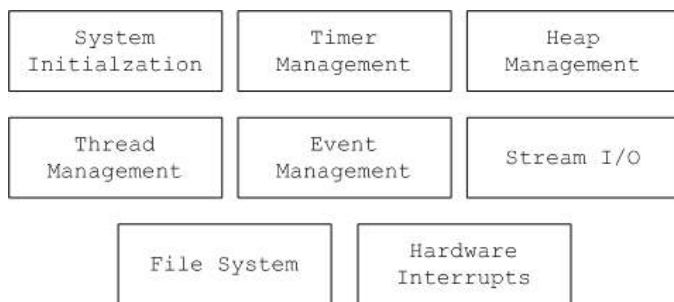 System
Initialzation
Timer
Management
Heap
Management
Thread
Management
Event
Management
Stream I/O
File System
Hardware
Interrupts